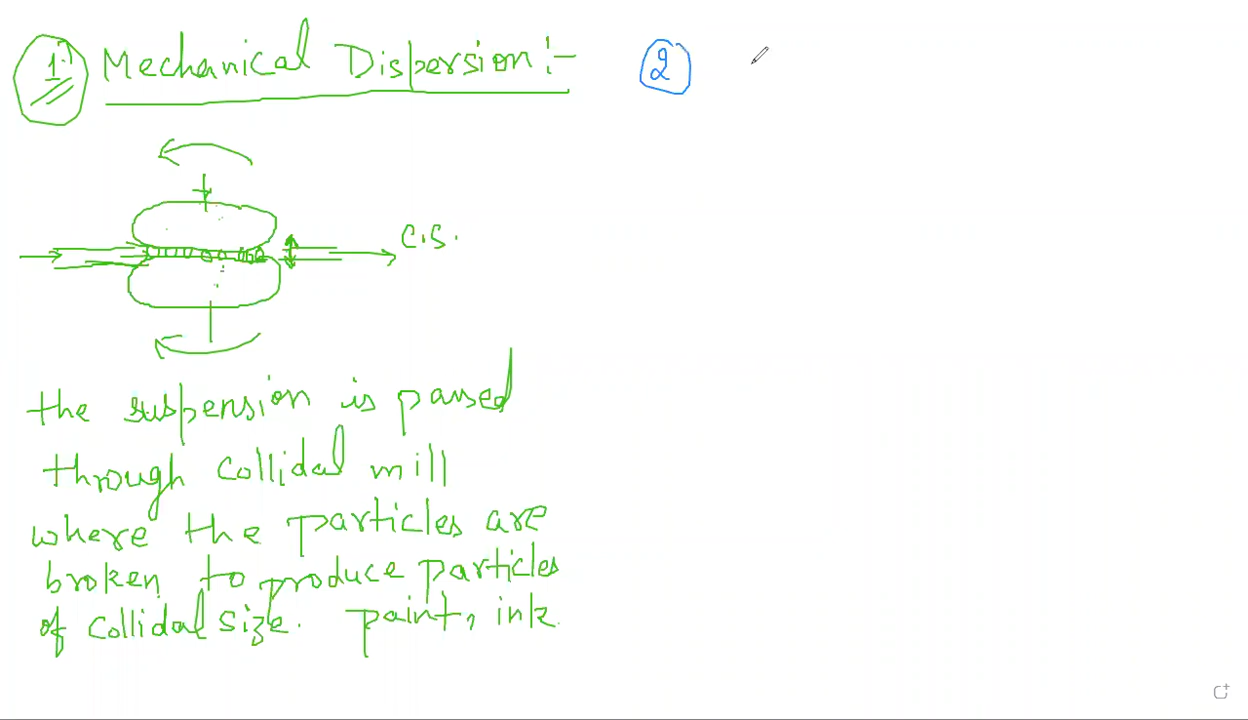 1. Mechanical Dispersion :-
2
C.S.
the suspension is passed
through collidal mill
where the particles are
broken to produce particles
of collidal size. paint, ink.